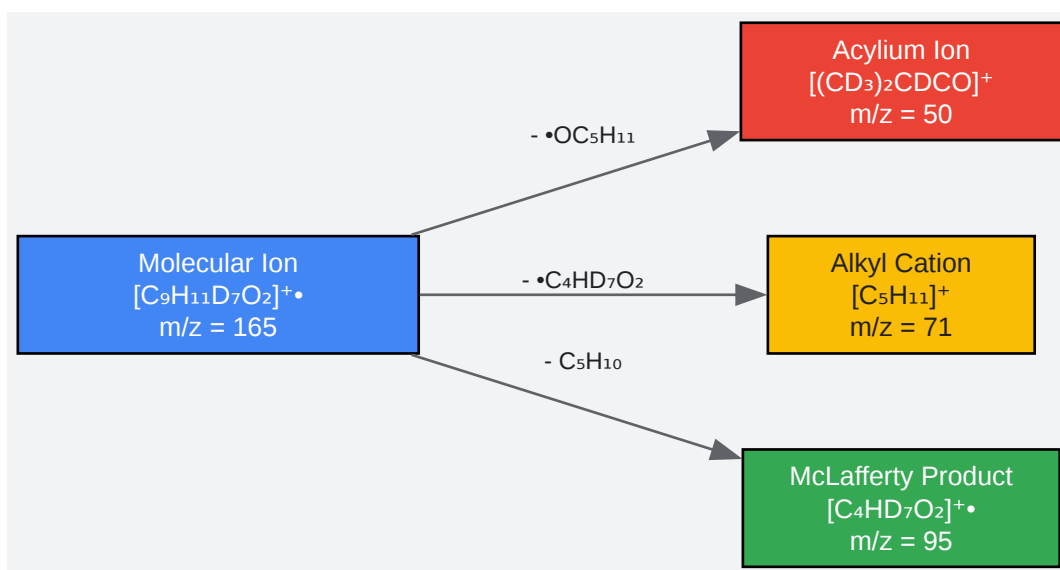 Acylium Ion
[(CD₃)₂CDCO]⁺
m/z = 50
- •OC₅H₁₁
Molecular Ion
[C₉H₁₁D₇O₂]⁺•
m/z = 165
- •C₄HD₇O₂
Alkyl Cation
[C₅H₁₁]⁺
m/z = 71
- C₅H₁₀
McLafferty Product
[C₄HD₇O₂]⁺•
m/z = 95